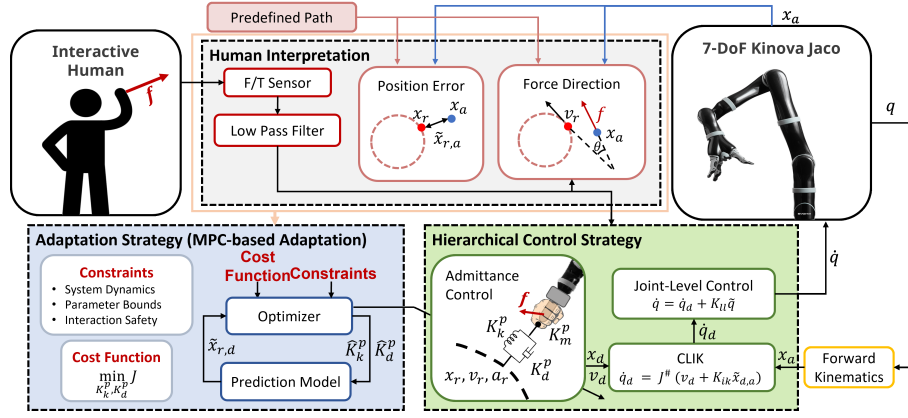 Predefined Path
x_a
Interactive
Human
f
Human Interpretation
F/T Sensor
Low Pass Filter
Position Error
x_r
x_a
x̃_{r,a}
Force Direction
v_r
f
x_a
θ
7-DoF Kinova Jaco
q
q̇
Adaptation Strategy (MPC-based Adaptation)
Constraints
• System Dynamics
• Parameter Bounds
• Interaction Safety
Cost Function
min J
K_k^p, K_d^p
Cost
Function
Constraints
Optimizer
x̃_{r,d}
K̂_k^p
K̂_d^p
Prediction Model
Hierarchical Control Strategy
Admittance
Control
f
K_k^p
K_m^p
K_d^p
x_r, v_r, a_r
x_d
v_d
Joint-Level Control
q̇ = q̇_d + K_{ll}q̃
q̇_d
CLIK
q̇_d = J^# (v_d + K_{ik}x̃_{d,a})
x_a
Forward
Kinematics